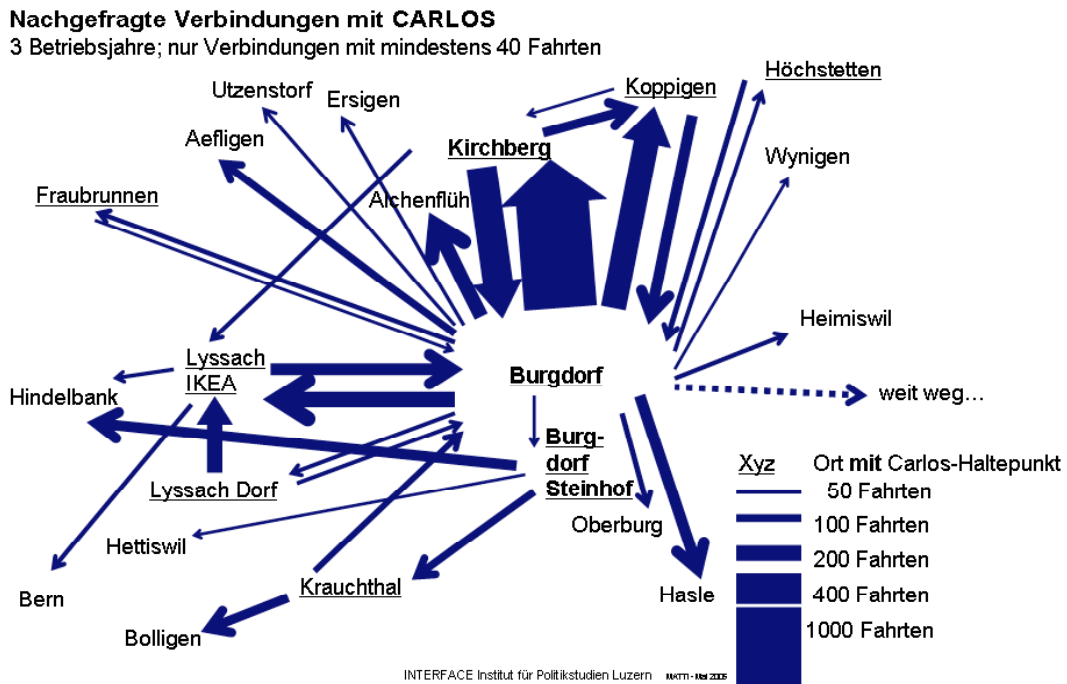 Nachgefragte Verbindungen mit CARLOS
3 Betriebsjahre; nur Verbindungen mit mindestens 40 Fahrten
Höchstetten
Koppigen
Utzenstorf
Ersigen
Aefligen
Kirchberg
Wynigen
Fraubrunnen
Alchenflüh
Heimiswil
Lyssach
IKEA
Burgdorf
Hindelbank
weit weg...
Burg-
dorf
Steinhof
Lyssach Dorf
Oberburg
Hettiswil
Krauchthal
Bern
Hasle
Bolligen
Xyz Ort mit Carlos-Haltepunkt
50 Fahrten
100 Fahrten
200 Fahrten
400 Fahrten
1000 Fahrten
INTERFACE Institut für Politikstudien Luzern MATTI - Mai 2005